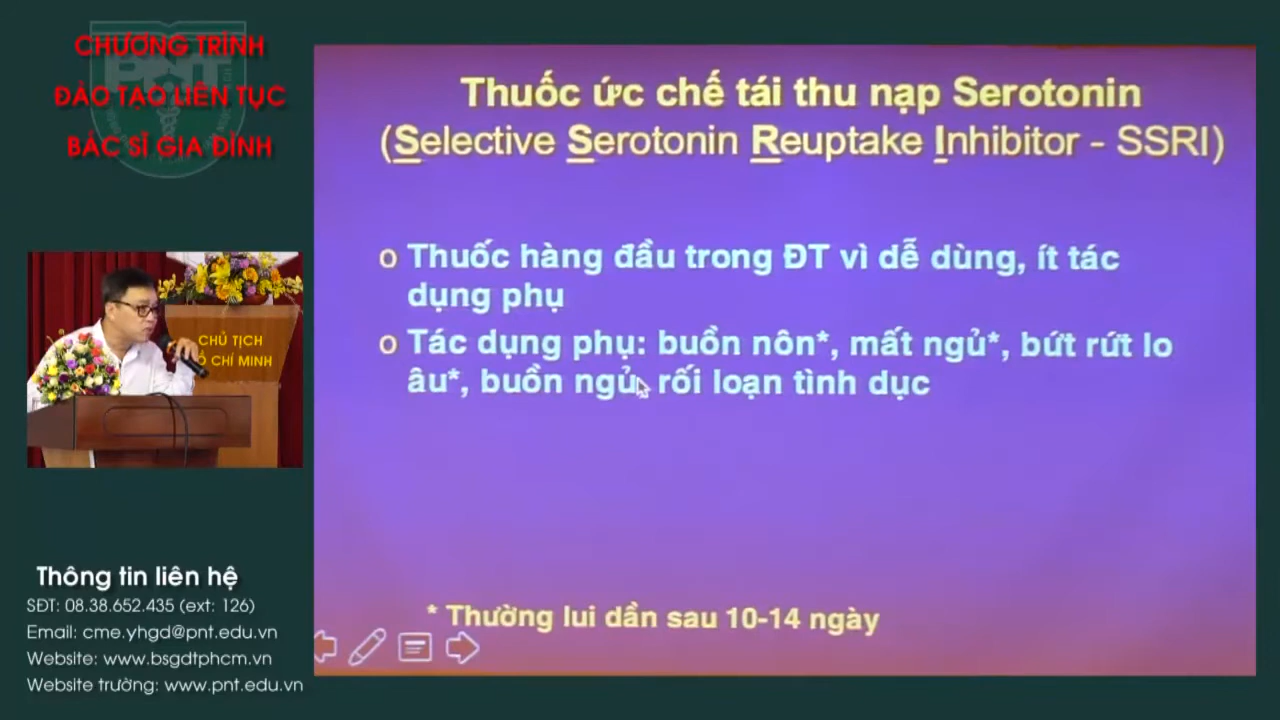 CHƯƠNG TRÌNH
ĐÀO TẠO LIÊN TỤC
BÁC SĨ GIA ĐÌNH
PNT
Thuốc ức chế tái thu nạp Serotonin
(Selective Serotonin Reuptake Inhibitor - SSRI)
o Thuốc hàng đầu trong ĐT vì dễ dùng, ít tác
dụng phụ
o Tác dụng phụ: buồn nôn*, mất ngủ*, bứt rứt lo
âu*, buồn ngủ, rối loạn tình dục
* Thường lui dần sau 10-14 ngày
CHỦ TỊCH
CHÍ MINH
Thông tin liên hệ
SĐT: 08.38.652.435 (ext: 126)
Email: cme.yhgd@pnt.edu.vn
Website: www.bsgdtphcm.vn
Website trường: www.pnt.edu.vn